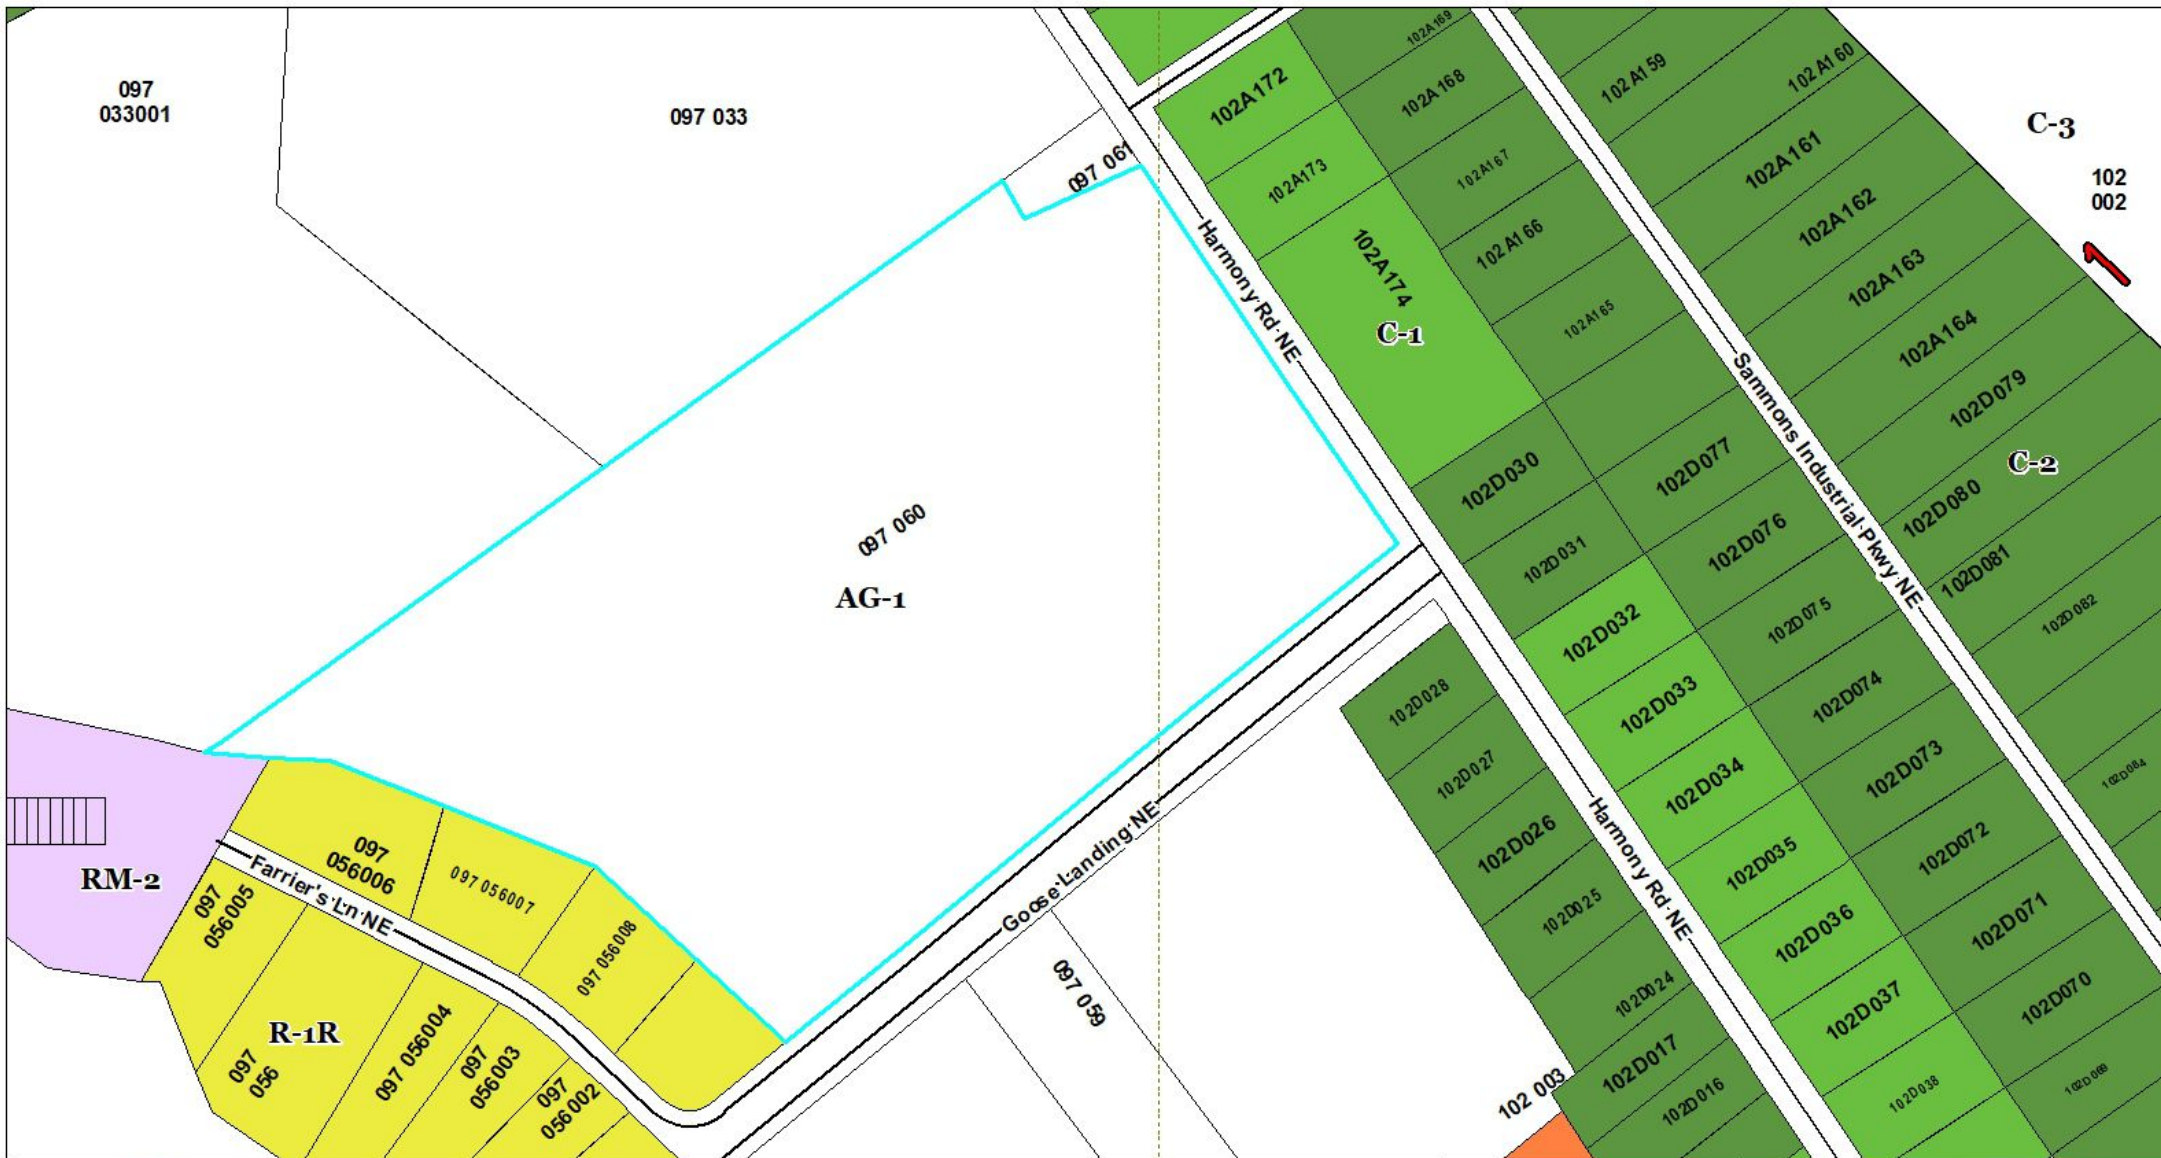 097
033001
097 033
097 061
097 060
AG-1
102A172
102A173
102A174
C-1
102A169
102A168
102A167
102A166
102A165
102A159
102A160
102A161
102A162
102A163
102A164
C-3
102
002
Harmony Rd NE
Sammons Industrial Pkwy NE
102D079
C-2
102D080
102D081
102D082
102D084
102D030
102D031
102D032
102D033
102D034
102D035
102D036
102D037
102D038
102D077
102D076
102D075
102D074
102D073
102D072
102D071
102D070
102D069
102D028
102D027
102D026
102D025
102D024
102D017
102D016
102 003
Harmony Rd NE
Goose Landing NE
097 059
RM-2
Farrier's Ln NE
097
056006
097 056007
097 056008
097
056005
R-1R
097
056
097 056004
097
056003
097
056002